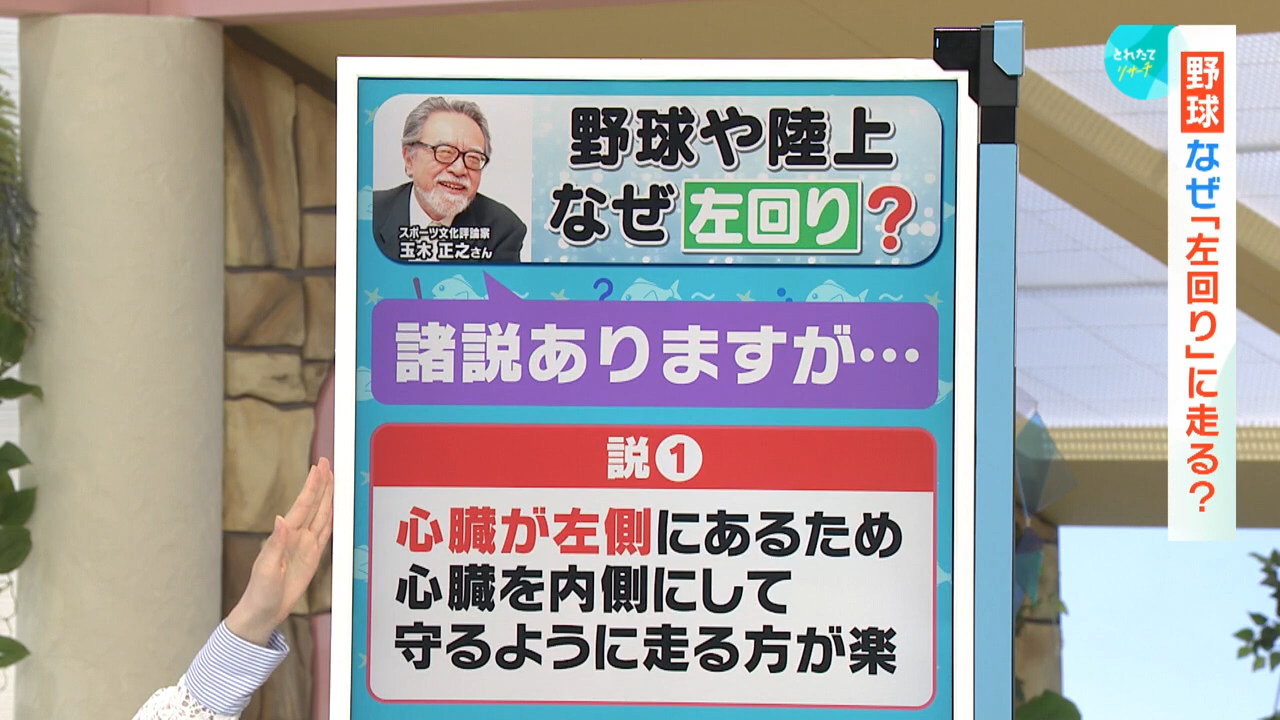 とれたて
リサーチ
野球 なぜ「左回り」に走る?
野球や陸上
なぜ左回り?
スポーツ文化評論家
玉木 正之さん
?
諸説ありますが…
説❶
心臓が左側にあるため
心臓を内側にして
守るように走る方が楽